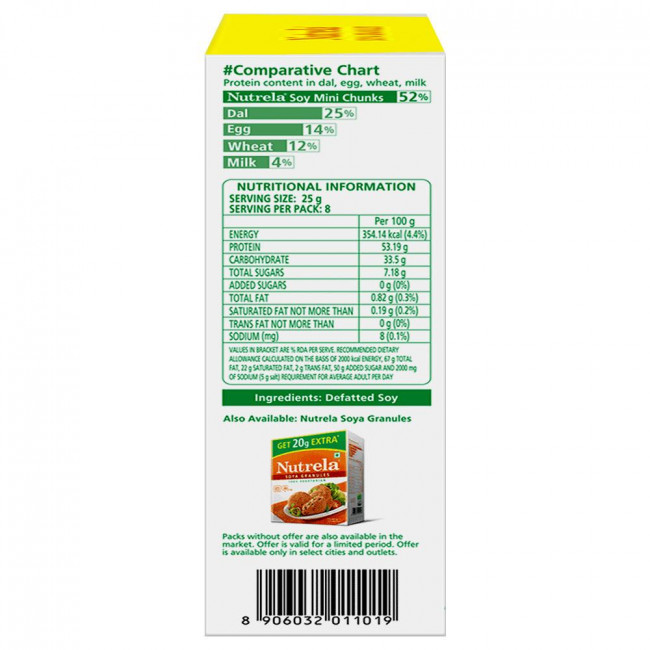 #Comparative Chart
Protein content in dal, egg, wheat, milk
Nutrela Soy Mini Chunks 52%
Dal 25%
Egg 14%
Wheat 12%
Milk 4%
NUTRITIONAL INFORMATION
SERVING SIZE: 25 g
SERVING PER PACK: 8
Per 100 g
ENERGY 354.14 kcal (4.4%)
PROTEIN 53.19 g
CARBOHYDRATE 33.5 g
TOTAL SUGARS 7.18 g
ADDED SUGARS 0 g (0%)
TOTAL FAT 0.82 g (0.3%)
SATURATED FAT NOT MORE THAN 0.19 g (0.2%)
TRANS FAT NOT MORE THAN 0 g (0%)
SODIUM (mg) 8 (0.1%)
VALUES IN BRACKET ARE % RDA PER SERVE. RECOMMENDED DIETARY
ALLOWANCE CALCULATED ON THE BASIS OF 2000 kcal ENERGY, 67 g TOTAL
FAT, 22 g SATURATED FAT, 2 g TRANS FAT, 50 g ADDED SUGAR AND 2000 mg
OF SODIUM (5 g salt) REQUIREMENT FOR AVERAGE ADULT PER DAY
Ingredients: Defatted Soy
Also Available: Nutrela Soya Granules
GET 20g EXTRA*
Nutrela
SOYA GRANULES
100% VEGETARIAN
Packs without offer are also available in the
market. Offer is valid for a limited period. Offer
is available only in select cities and outlets.
8 906032 011019